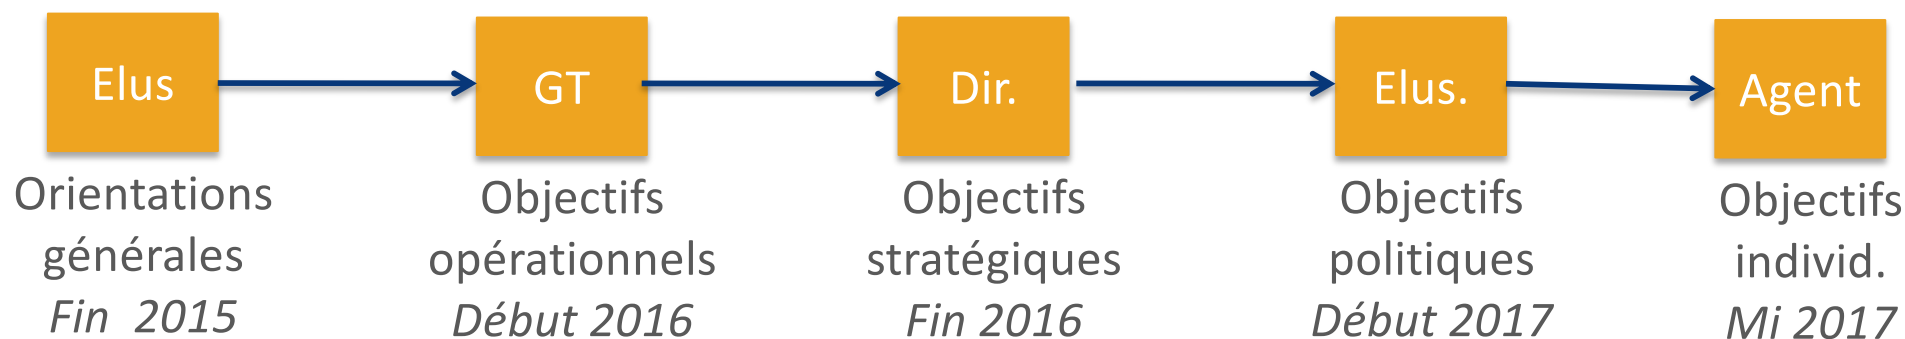 Elus
GT
Dir.
Elus.
Agent
Orientations
générales
Fin 2015
Objectifs
opérationnels
Début 2016
Objectifs
stratégiques
Fin 2016
Objectifs
politiques
Début 2017
Objectifs
individ.
Mi 2017